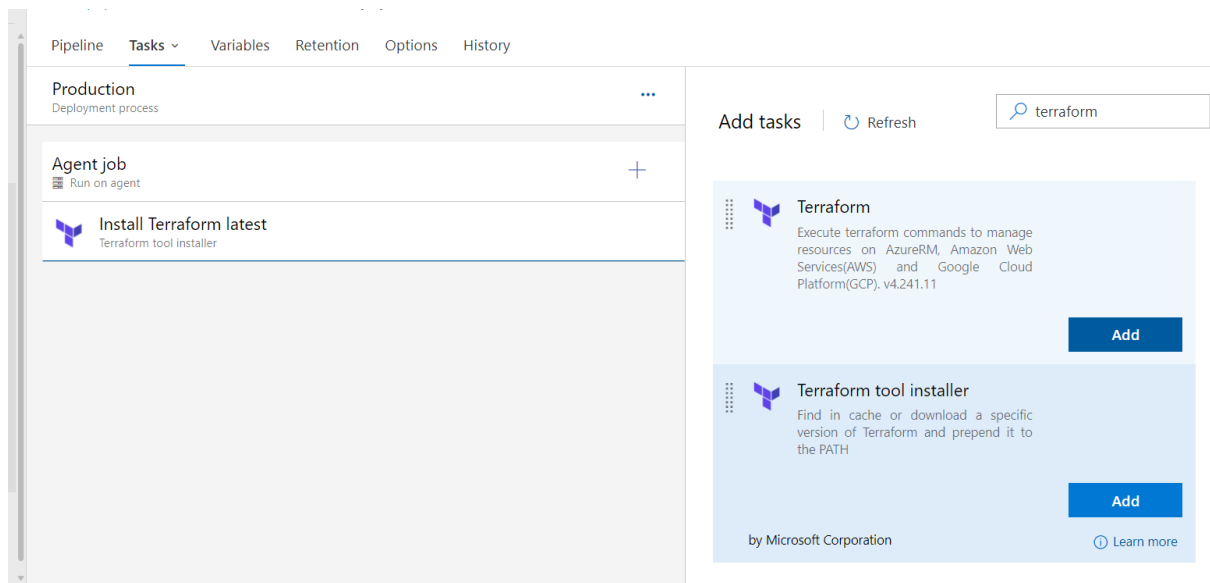 Pipeline Tasks Variables Retention Options History
Production
Deployment process
Agent job
Run on agent
Install Terraform latest
Terraform tool installer
Add tasks Refresh terraform
Terraform
Execute terraform commands to manage
resources on AzureRM, Amazon Web
Services(AWS) and Google Cloud
Platform(GCP). v4.241.11
Add
Terraform tool installer
Find in cache or download a specific
version of Terraform and prepend it to
the PATH
Add
by Microsoft Corporation Learn more